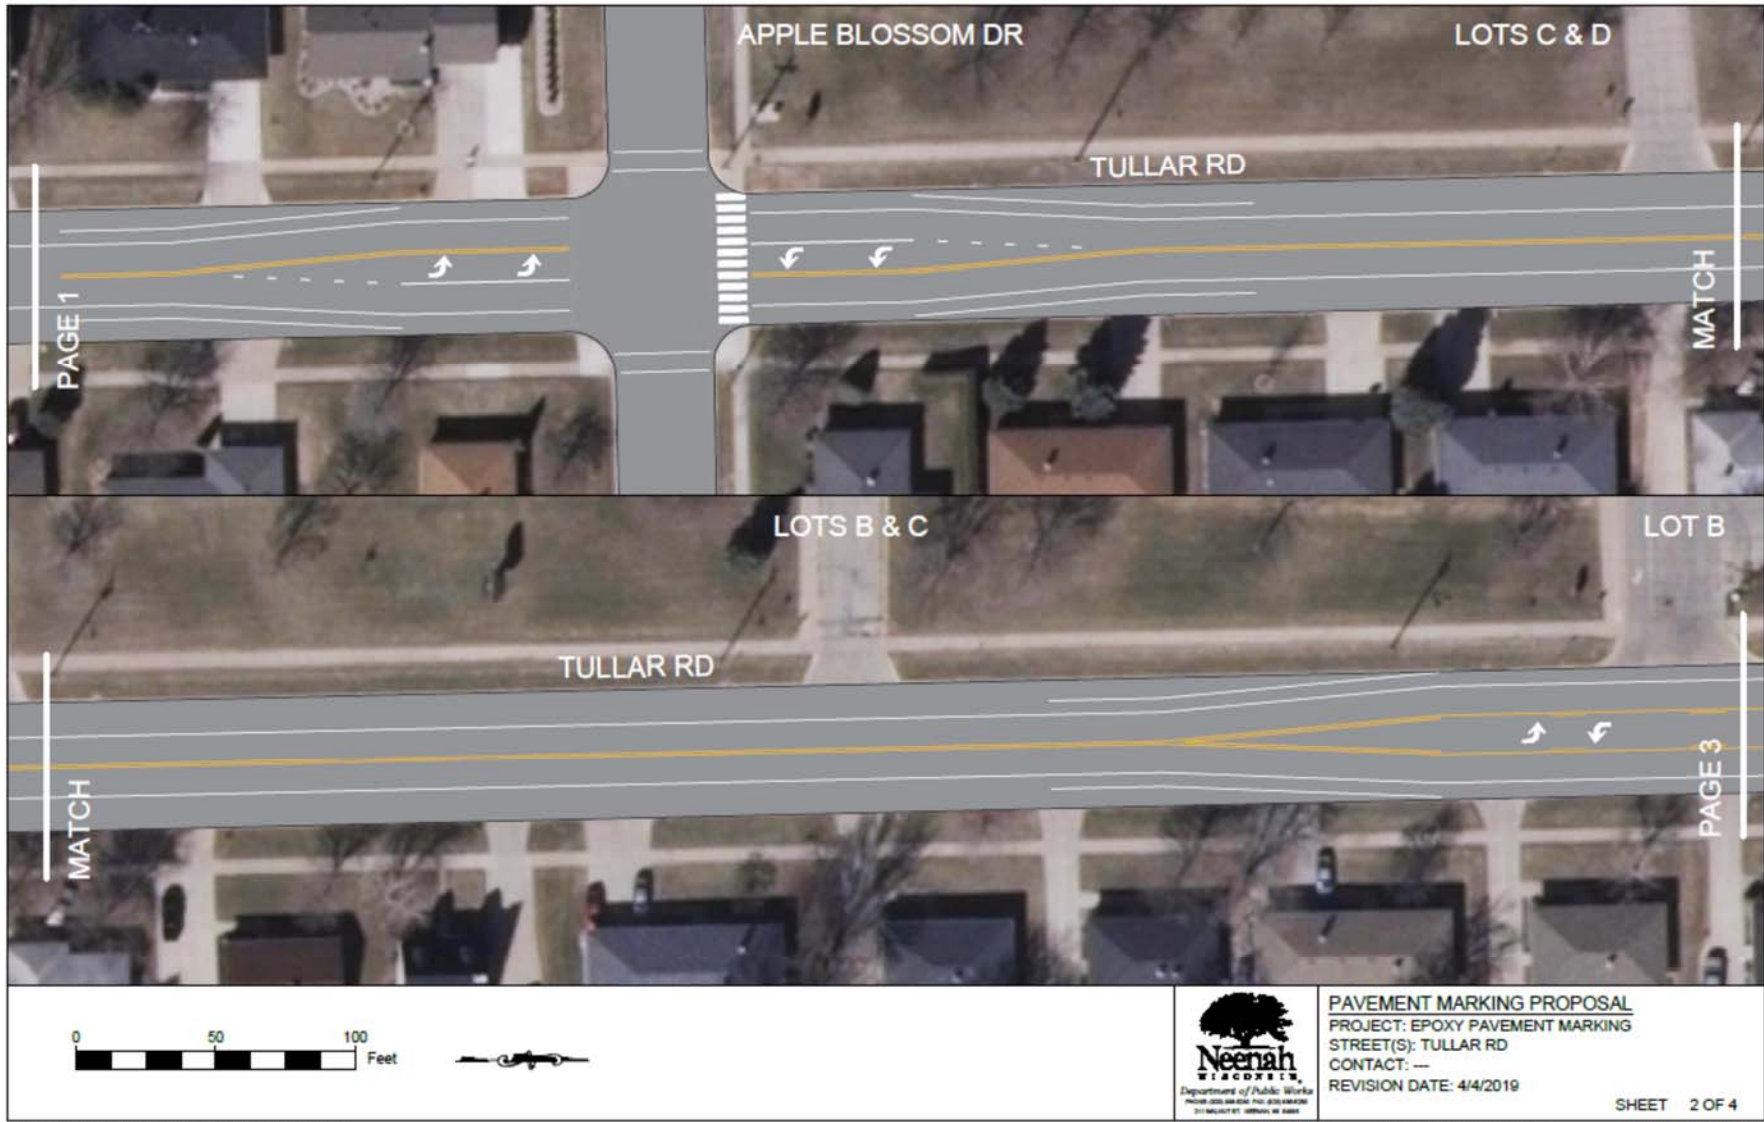 APPLE BLOSSOM DR
LOTS C & D
TULLAR RD
PAGE 1
MATCH
LOTS B & C
LOT B
TULLAR RD
MATCH
PAGE 3
0 50 100
Feet
Neenah
WISCONSIN
Department of Public Works
PAVEMENT MARKING PROPOSAL
PROJECT: EPOXY PAVEMENT MARKING
STREET(S): TULLAR RD
CONTACT: ---
REVISION DATE: 4/4/2019
SHEET 2 OF 4